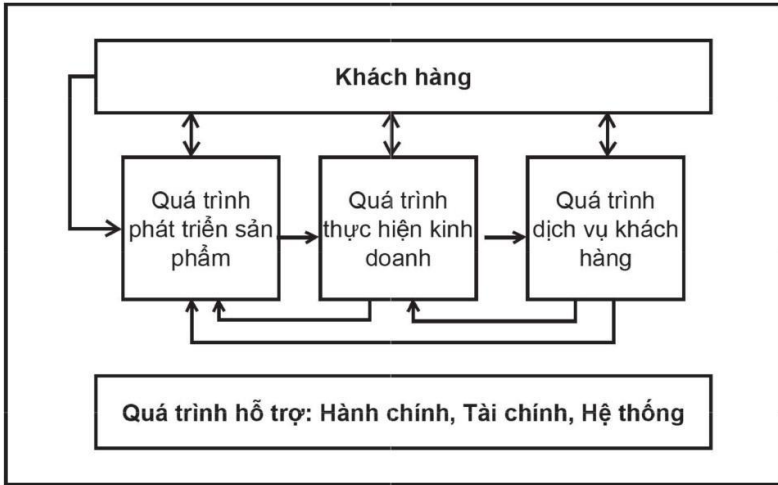 Khách hàng
Quá trình
phát triển sản
phẩm
Quá trình
thực hiện kinh
doanh
Quá trình
dịch vụ khách
hàng
Quá trình hỗ trợ: Hành chính, Tài chính, Hệ thống